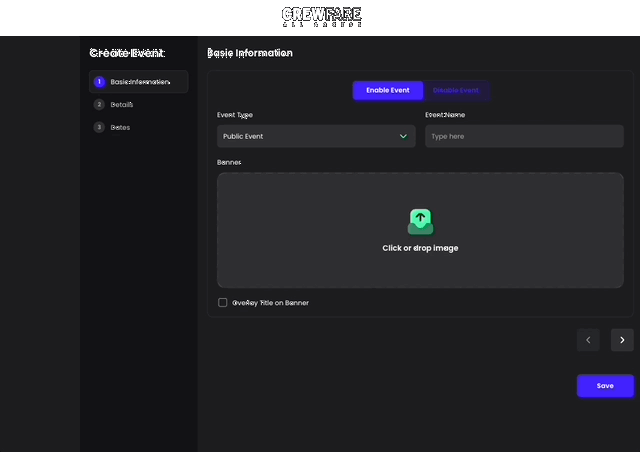 CREWFARE
ALL ACCESS
Create Event
Basic Information
1 Basic Information
2 Details
3 Dates
Enable Event
Disable Event
Event Type
Event Name
Public Event
Type here
Banner
Click or drop image
Overlay Title on Banner
Save